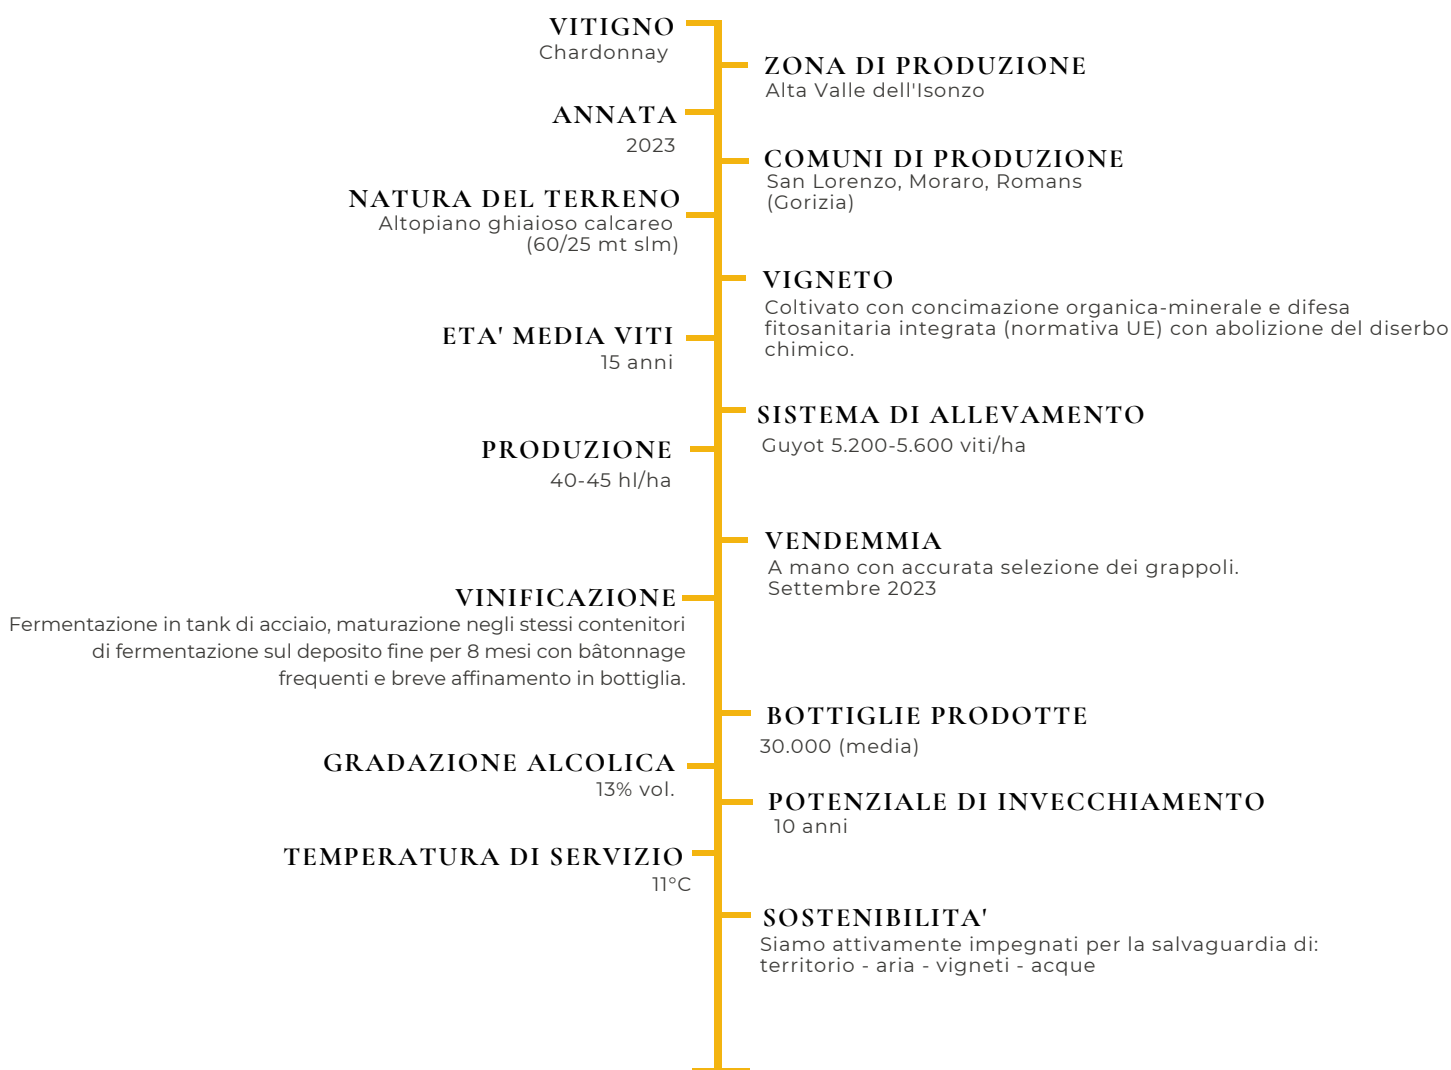 VITIGNO
Chardonnay
ZONA DI PRODUZIONE
Alta Valle dell'Isonzo
ANNATA
2023
COMUNI DI PRODUZIONE
San Lorenzo, Moraro, Romans
(Gorizia)
NATURA DEL TERRENO
Altopiano ghiaioso calcareo
(60/25 mt slm)
VIGNETO
Coltivato con concimazione organica-minerale e difesa
fitosanitaria integrata (normativa UE) con abolizione del diserbo
chimico.
ETA' MEDIA VITI
15 anni
SISTEMA DI ALLEVAMENTO
Guyot 5.200-5.600 viti/ha
PRODUZIONE
40-45 hl/ha
VENDEMMIA
A mano con accurata selezione dei grappoli.
Settembre 2023
VINIFICAZIONE
Fermentazione in tank di acciaio, maturazione negli stessi contenitori
di fermentazione sul deposito fine per 8 mesi con bâtonnage
frequenti e breve affinamento in bottiglia.
BOTTIGLIE PRODOTTE
30.000 (media)
GRADAZIONE ALCOLICA
13% vol.
POTENZIALE DI INVECCHIAMENTO
10 anni
TEMPERATURA DI SERVIZIO
11°C
SOSTENIBILITA'
Siamo attivamente impegnati per la salvaguardia di:
territorio - aria - vigneti - acque